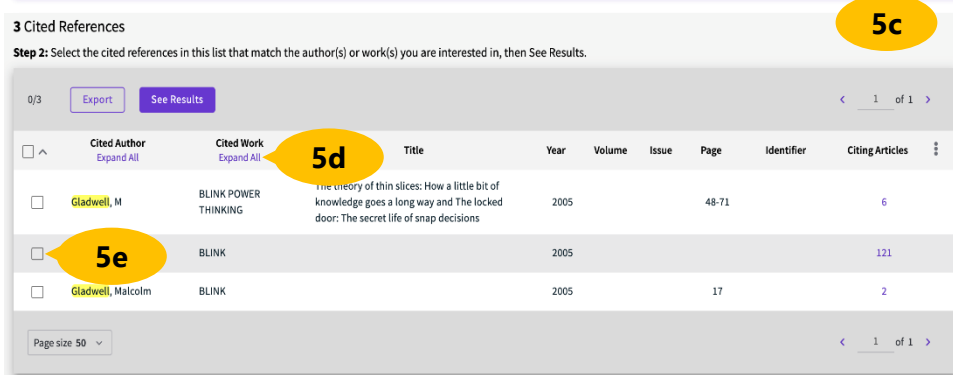 5c
3 Cited References
Step 2: Select the cited references in this list that match the author(s) or work(s) you are interested in, then See Results.
0/3 Export See Results 1 of 1
Cited Author Cited Work Title Year Volume Issue Page Identifier Citing Articles
Expand All Expand All
5d
The theory of thin slices: How a little bit of
Gladwell, M BLINK POWER THINKING knowledge goes a long way and The locked 2005 48-71 6
door: The secret life of snap decisions
5e BLINK 2005 121
Gladwell, Malcolm BLINK 2005 17 2
Page size 50 1 of 1